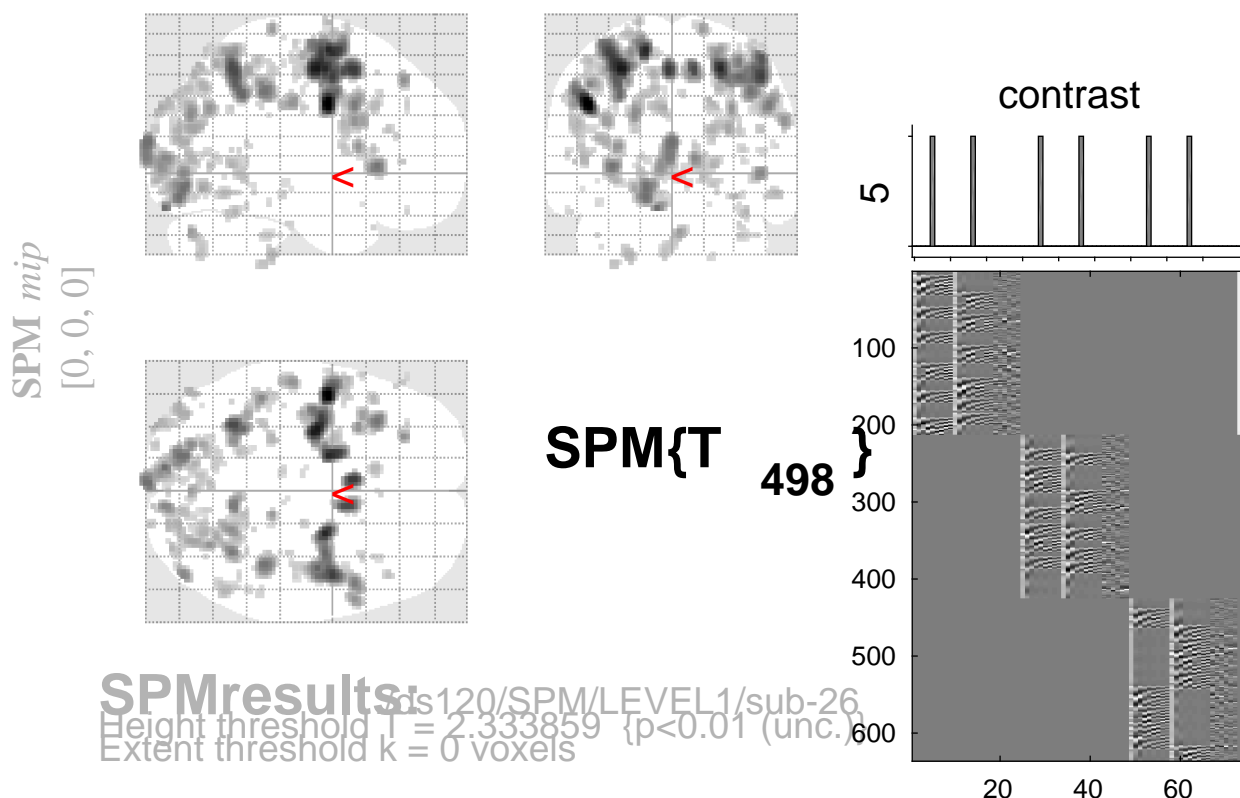 SPM mip
[0, 0, 0]
<
<
<
SPM{T 498 }
SPMresults: /ds120/SPM/LEVEL1/sub-26
Height threshold T = 2.333859 {p<0.01 (unc.)}
Extent threshold k = 0 voxels
contrast
5
100
200
300
400
500
600
20 40 60